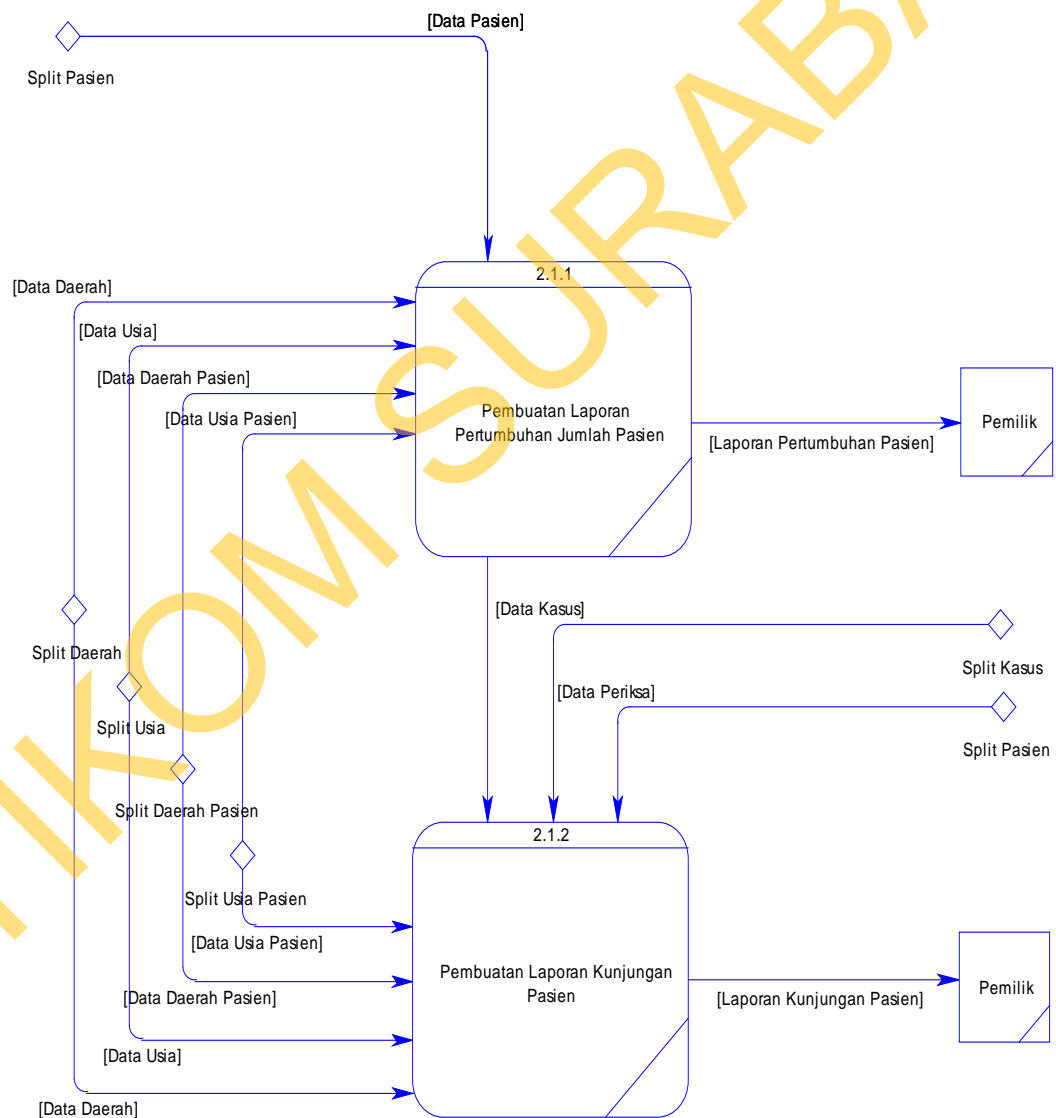 [Data Pasien]
Split Pasien
2.1.1
[Data Daerah]
[Data Usia]
[Data Daerah Pasien]
[Data Usia Pasien]
Pembuatan Laporan
Pertumbuhan Jumlah Pasien
[Laporan Pertumbuhan Pasien]
Pemilik
[Data Kasus]
Split Daerah
Split Kasus
[Data Periksa]
Split Usia
Split Pasien
Split Daerah Pasien
2.1.2
Split Usia Pasien
[Data Usia Pasien]
Pembuatan Laporan Kunjungan
Pasien
[Data Daerah Pasien]
[Laporan Kunjungan Pasien]
Pemilik
[Data Usia]
[Data Daerah]
IKOM SURABA